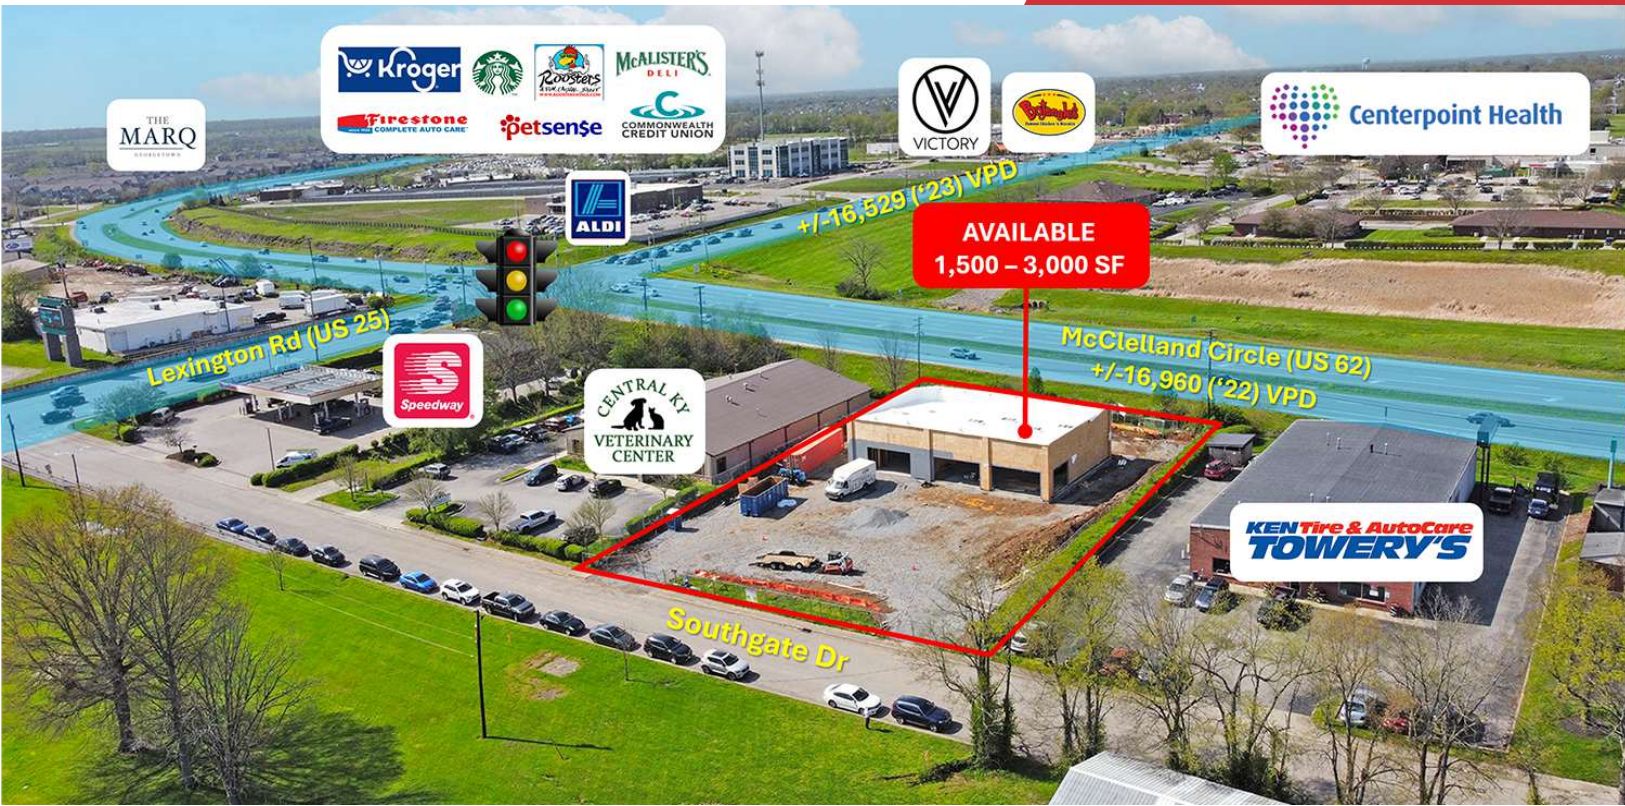 THE
MARQ
GEORGETOWN
Kroger
Roosters
McALISTER'S
DELI
Firestone
COMPLETE AUTO CARE
petsense
COMMONWEALTH
CREDIT UNION
VICTORY
Bojangles
Centerpoint Health
ALDI
+/-16,529 ('23) VPD
AVAILABLE
1,500 – 3,000 SF
Lexington Rd (US 25)
McClelland Circle (US 62)
+/-16,960 ('22) VPD
Speedway
CENTRAL KY
VETERINARY
CENTER
KEN TOWERY'S
Tire & AutoCare
Southgate Dr